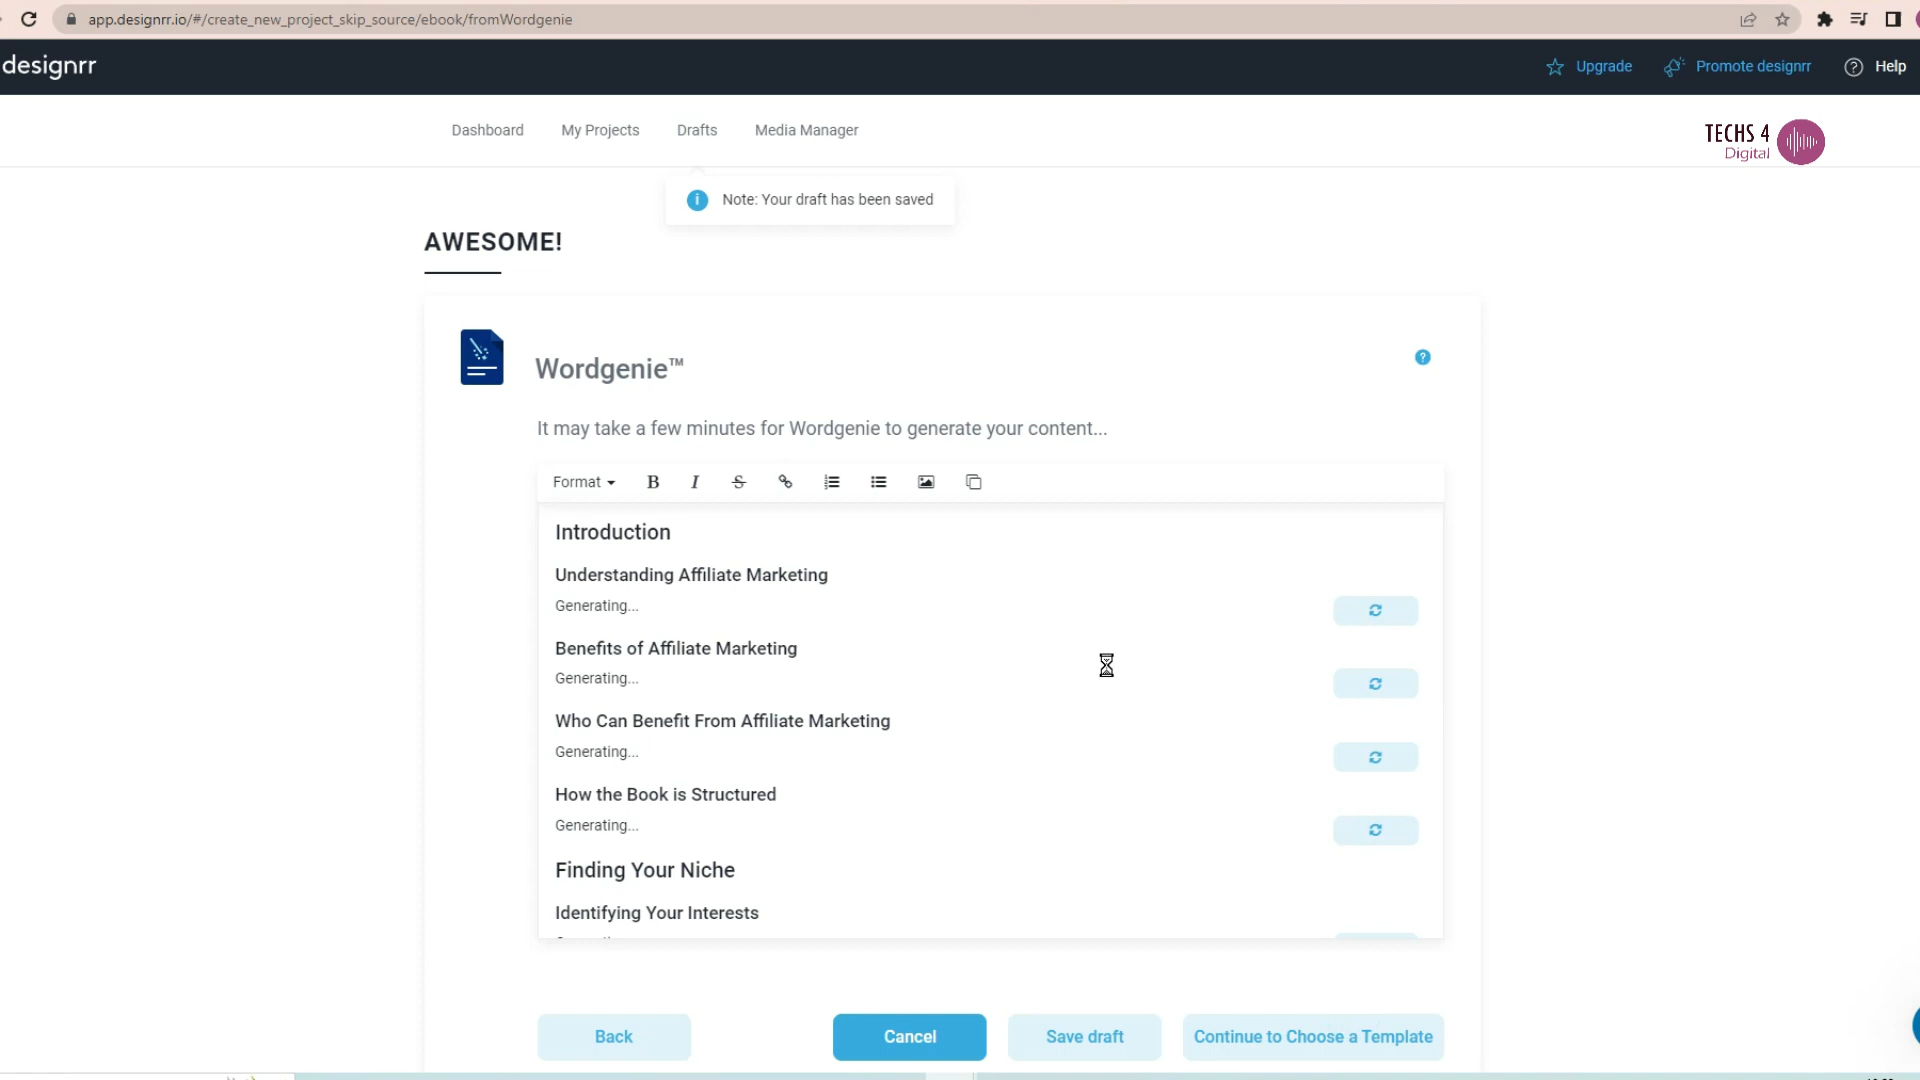 app.designrr.io/#/create_new_project_skip_source/ebook/fromWordgenie
designrr
Upgrade
Promote designrr
Help
Dashboard
My Projects
Drafts
Media Manager
TECHS 4
Digital
Note: Your draft has been saved
AWESOME!
Wordgenie™
It may take a few minutes for Wordgenie to generate your content...
Format
Introduction
Understanding Affiliate Marketing
Generating...
Benefits of Affiliate Marketing
Generating...
Who Can Benefit From Affiliate Marketing
Generating...
How the Book is Structured
Generating...
Finding Your Niche
Identifying Your Interests
Back
Cancel
Save draft
Continue to Choose a Template